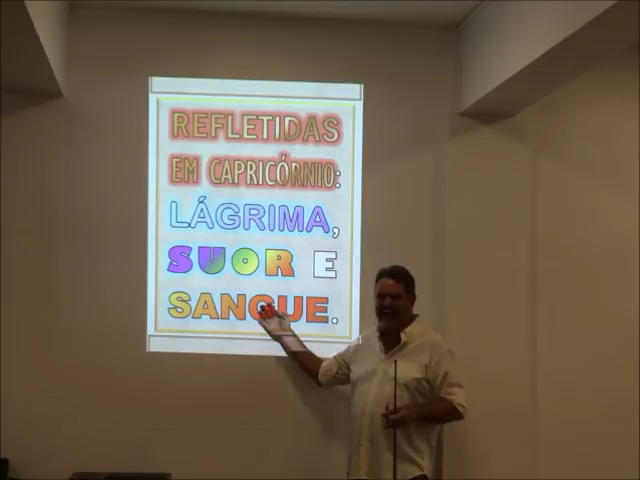 REFLETIDAS
EM CAPRICÓRNIO:
LÁGRIMA,
SUOR E
SANGUE.